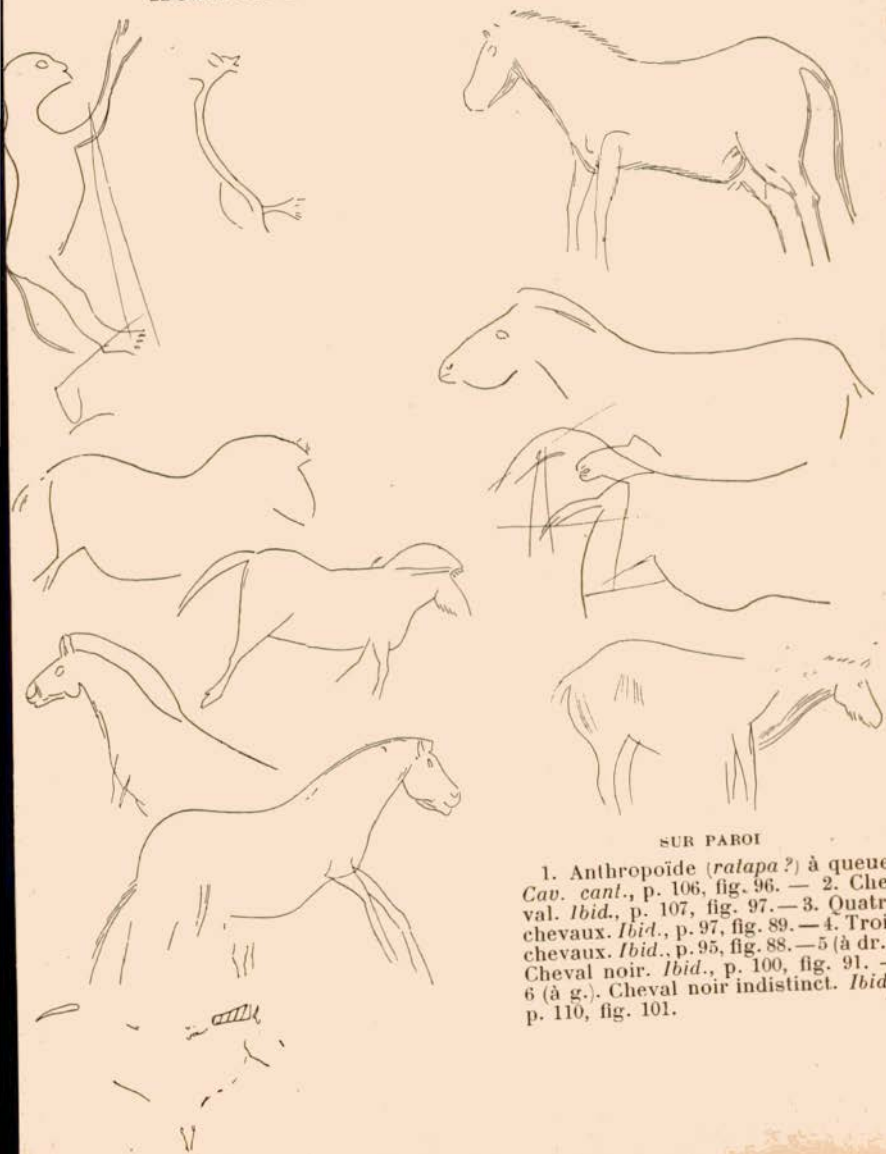 SUR PAROI
1. Anthropoïde (ratapa ?) à queue
Cav. cant., p. 106, fig. 96. — 2. Che
val. Ibid., p. 107, fig. 97. — 3. Quatr
chevaux. Ibid., p. 97, fig. 89. — 4. Troi
chevaux. Ibid., p. 95, fig. 88. — 5 (à dr.
Cheval noir. Ibid., p. 100, fig. 91. -
6 (à g.). Cheval noir indistinct. Ibid
p. 110, fig. 101.